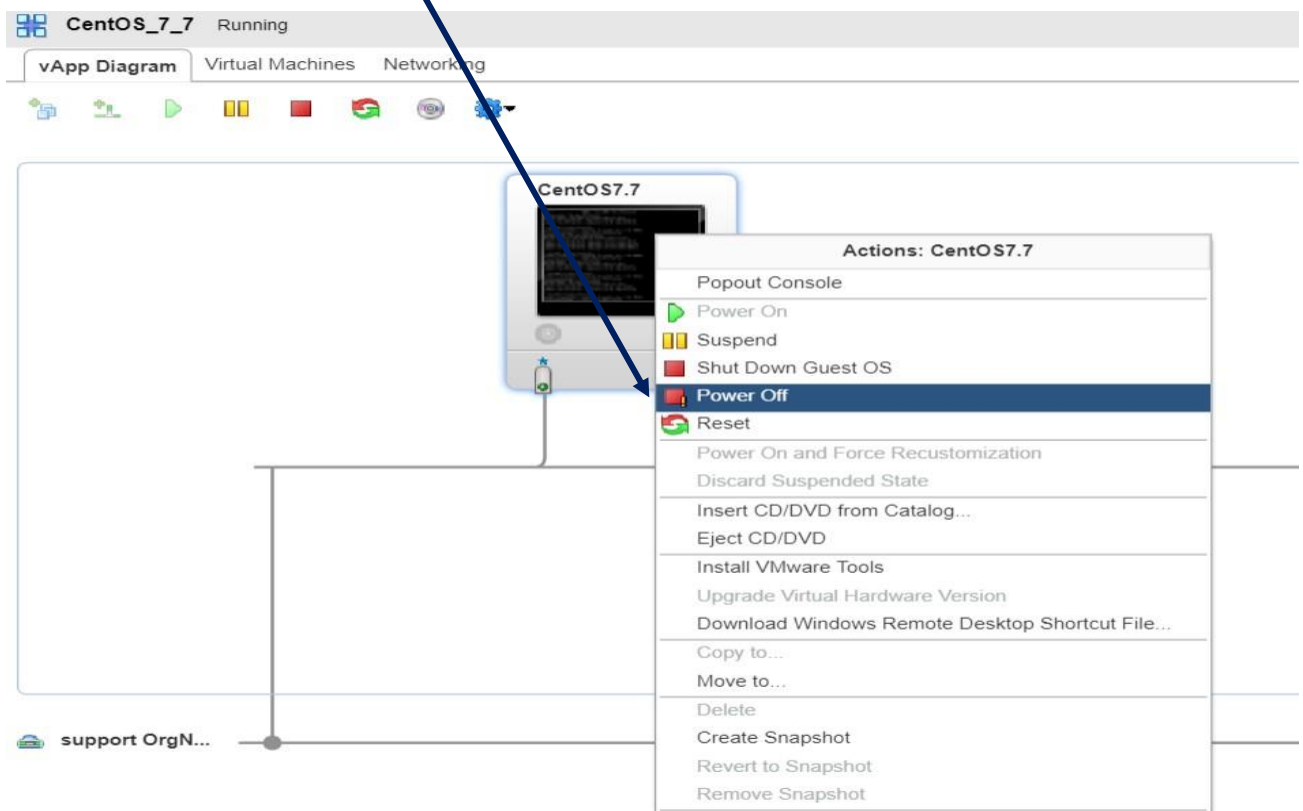 CentOS_7_7 Running
vApp Diagram Virtual Machines Networking
CentOS7.7
Actions: CentOS7.7
Popout Console
Power On
Suspend
Shut Down Guest OS
Power Off
Reset
Power On and Force Recustomization
Discard Suspended State
Insert CD/DVD from Catalog...
Eject CD/DVD
Install VMware Tools
Upgrade Virtual Hardware Version
Download Windows Remote Desktop Shortcut File...
Copy to...
Move to...
Delete
Create Snapshot
Revert to Snapshot
Remove Snapshot
support OrgN...